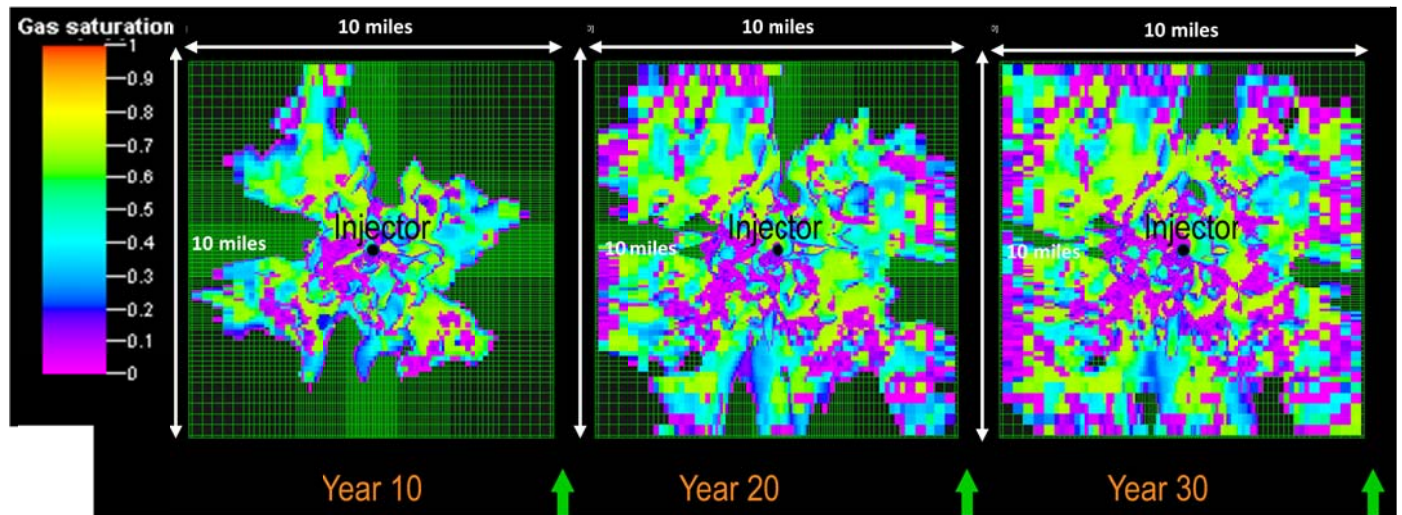 Gas saturation
1
0.9
0.8
0.7
0.6
0.5
0.4
0.3
0.2
0.1
0
10 miles
10 miles
Injector
Year 10
10 miles
10 miles
Injector
Year 20
10 miles
10 miles
Injector
Year 30